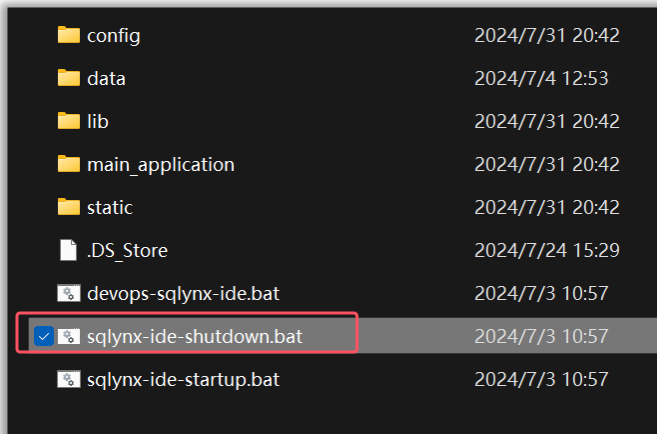 config 2024/7/31 20:42
data 2024/7/4 12:53
lib 2024/7/31 20:42
main_application 2024/7/31 20:42
static 2024/7/31 20:42
.DS_Store 2024/7/24 15:29
devops-sqlynx-ide.bat 2024/7/3 10:57
sqlynx-ide-shutdown.bat 2024/7/3 10:57
sqlynx-ide-startup.bat 2024/7/3 10:57